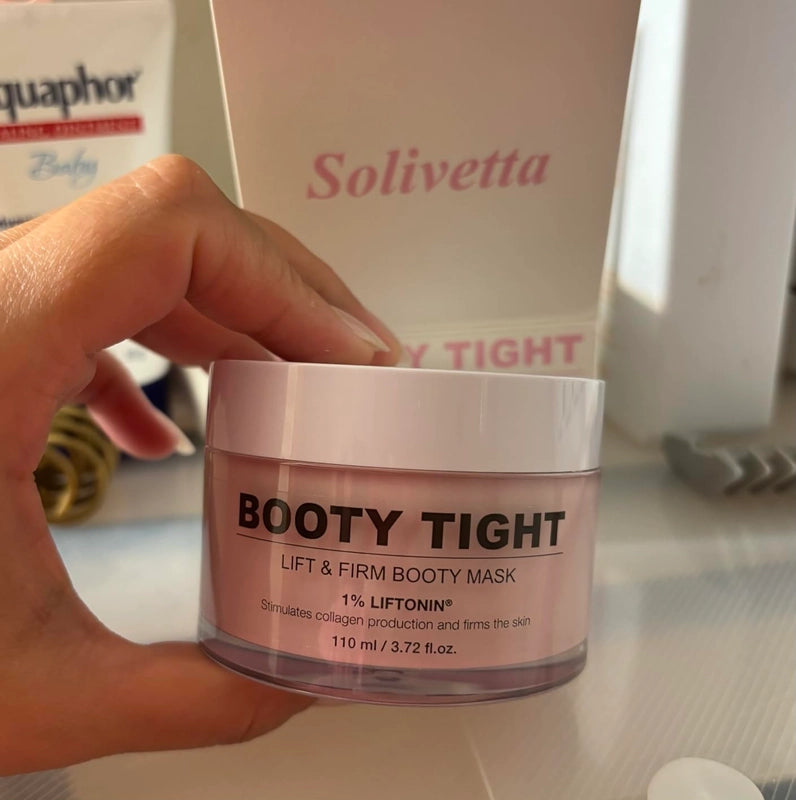 quaphor
Baby
Solivetta
Y TIGHT
BOOTY TIGHT
LIFT & FIRM BOOTY MASK
1% LIFTONIN®
Stimulates collagen production and firms the skin
110 ml / 3.72 fl.oz.